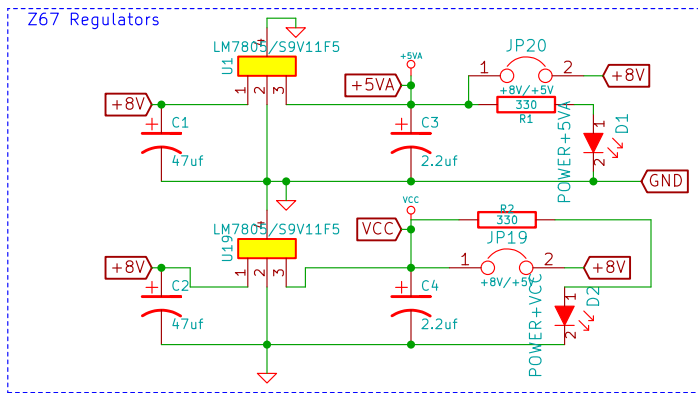 Z67 Regulators
LM7805/S9V11F5
4
U1
1 2 3
+8V
+
C1
47uf
+5VA
+5VA
JP20
1 2
+8V
+8V/+5V
330
R1
+
C3
2.2uf
POWER+5VA
1
2
D1
GND
LM7805/S9V11F5
4
U19
1 2 3
+8V
+
C2
47uf
VCC
VCC
R2
330
JP19
1 2
+8V
+8V/+5V
+
C4
2.2uf
POWER+VCC
1
2
D2